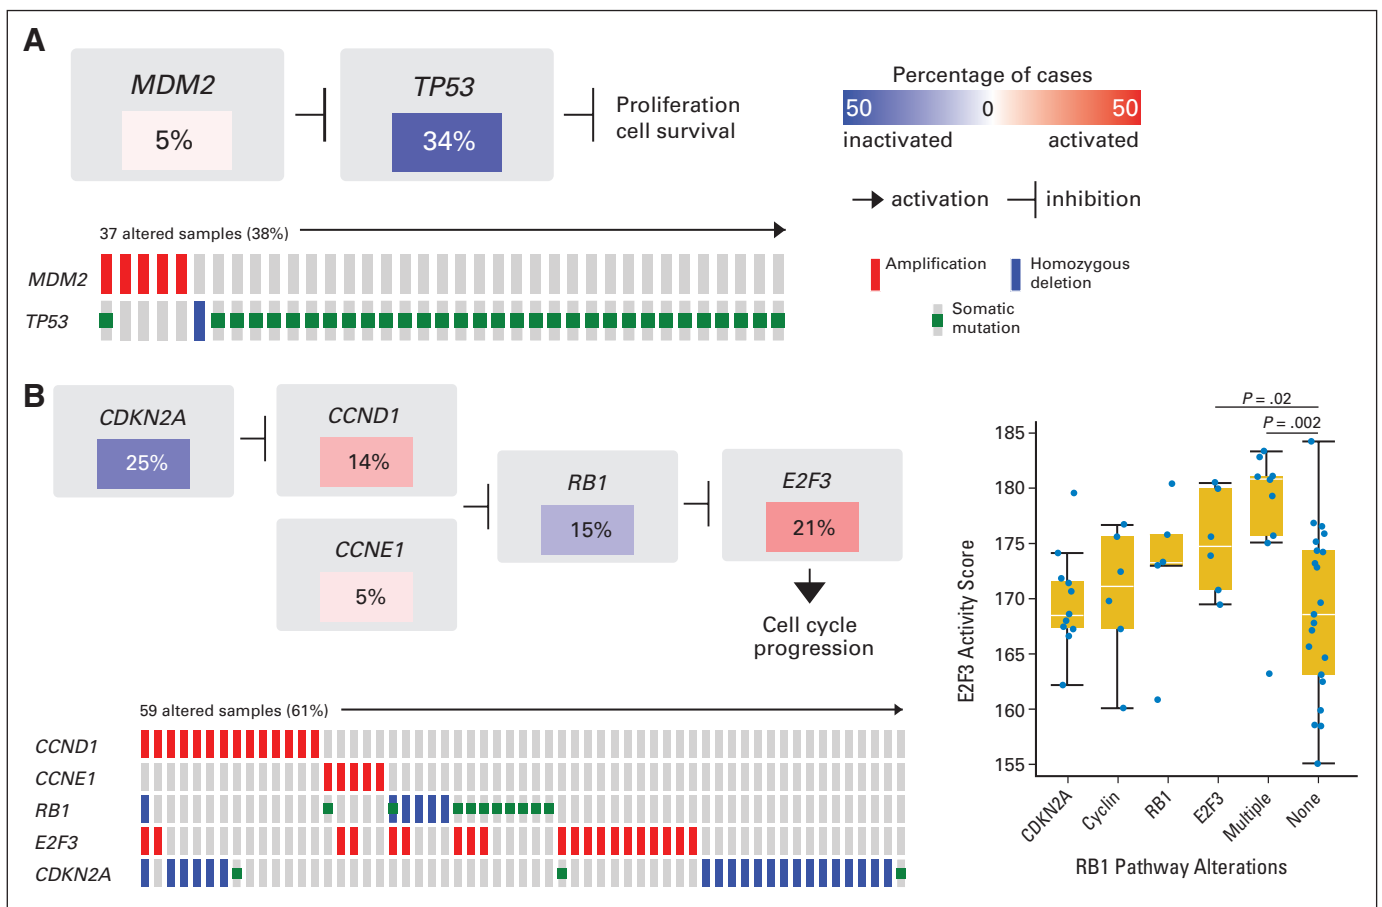 A
MDM2
5%
TP53
34%
Proliferation
cell survival
Percentage of cases
50 0 50
inactivated activated
activation inhibition
37 altered samples (38%)
MDM2
TP53
Amplification
Homozygous
deletion
Somatic
mutation
B
CDKN2A
25%
CCND1
14%
CCNE1
5%
RB1
15%
E2F3
21%
Cell cycle
progression
59 altered samples (61%)
CCND1
CCNE1
RB1
E2F3
CDKN2A
P = .02
P = .002
185
180
175
170
165
160
155
E2F3 Activity Score
CDKN2A
Cyclin
RB1
E2F3
Multiple
None
RB1 Pathway Alterations